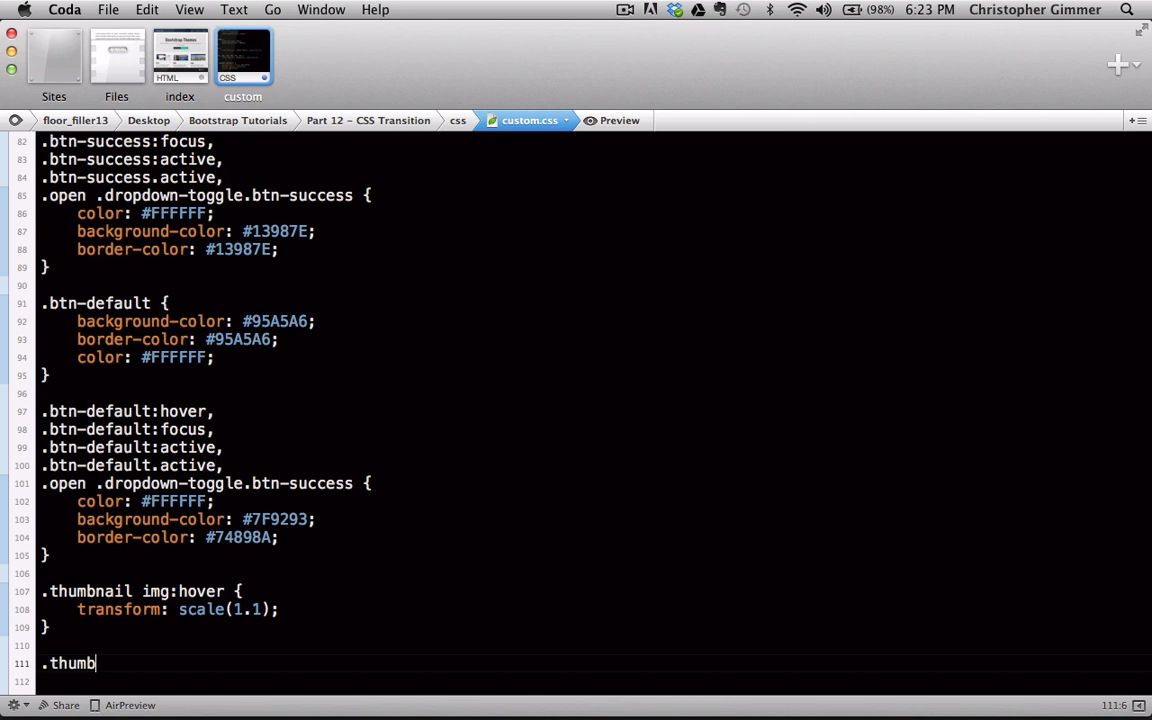 Coda File Edit View Text Go Window Help (98%) 6:23 PM Christopher Gimmer
HTML CSS
Sites Files index custom
floor_filler13 Desktop Bootstrap Tutorials Part 12 – CSS Transition css custom.css Preview
82 .btn-success:focus,
83 .btn-success:active,
84 .btn-success.active,
85 .open .dropdown-toggle.btn-success {
86 color: #FFFFFF;
87 background-color: #13987E;
88 border-color: #13987E;
89 }
90
91 .btn-default {
92 background-color: #95A5A6;
93 border-color: #95A5A6;
94 color: #FFFFFF;
95 }
96
97 .btn-default:hover,
98 .btn-default:focus,
99 .btn-default:active,
100 .btn-default.active,
101 .open .dropdown-toggle.btn-success {
102 color: #FFFFFF;
103 background-color: #7F9293;
104 border-color: #74898A;
105 }
106
107 .thumbnail img:hover {
108 transform: scale(1.1);
109 }
110
111 .thumb
112
Share AirPreview 111:6